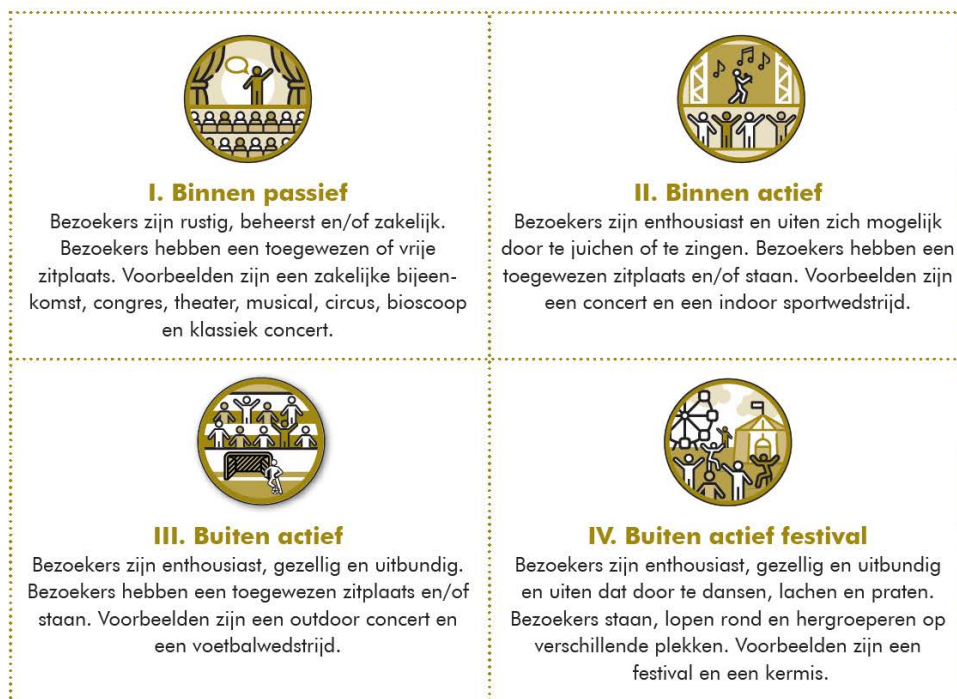 I. Binnen passief
Bezoekers zijn rustig, beheerst en/of zakelijk.
Bezoekers hebben een toegewezen of vrije
zitplaats. Voorbeelden zijn een zakelijke bijeen-
komst, congres, theater, musical, circus, bioscoop
en klassiek concert.
II. Binnen actief
Bezoekers zijn enthousiast en uiten zich mogelijk
door te juichen of te zingen. Bezoekers hebben een
toegewezen zitplaats en/of staan. Voorbeelden zijn
een concert en een indoor sportwedstrijd.
III. Buiten actief
Bezoekers zijn enthousiast, gezellig en uitbundig.
Bezoekers hebben een toegewezen zitplaats en/of
staan. Voorbeelden zijn een outdoor concert en
een voetbalwedstrijd.
IV. Buiten actief festival
Bezoekers zijn enthousiast, gezellig en uitbundig
en uiten dat door te dansen, lachen en praten.
Bezoekers staan, lopen rond en hergroeperen op
verschillende plekken. Voorbeelden zijn een
festival en een kermis.